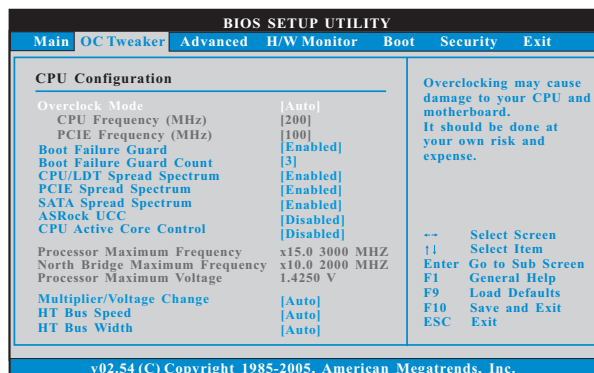 BIOS SETUP UTILITY
Main OC Tweaker Advanced H/W Monitor Boot Security Exit
CPU Configuration
Overclock Mode [Auto]
CPU Frequency (MHz) [200]
PCIE Frequency (MHz) [100]
Boot Failure Guard [Enabled]
Boot Failure Guard Count [3]
CPU/LDT Spread Spectrum [Enabled]
PCIE Spread Spectrum [Enabled]
SATA Spread Spectrum [Enabled]
ASRock UCC [Disabled]
CPU Active Core Control [Disabled]
Processor Maximum Frequency x15.0 3000 MHZ
North Bridge Maximum Frequency x10.0 2000 MHZ
Processor Maximum Voltage 1.4250 V
Multiplier/Voltage Change [Auto]
HT Bus Speed [Auto]
HT Bus Width [Auto]
Overclocking may cause
damage to your CPU and
motherboard.
It should be done at
your own risk and
expense.
←→ Select Screen
↑↓ Select Item
Enter Go to Sub Screen
F1 General Help
F9 Load Defaults
F10 Save and Exit
ESC Exit
v02.54 (C) Copyright 1985-2005, American Megatrends, Inc.